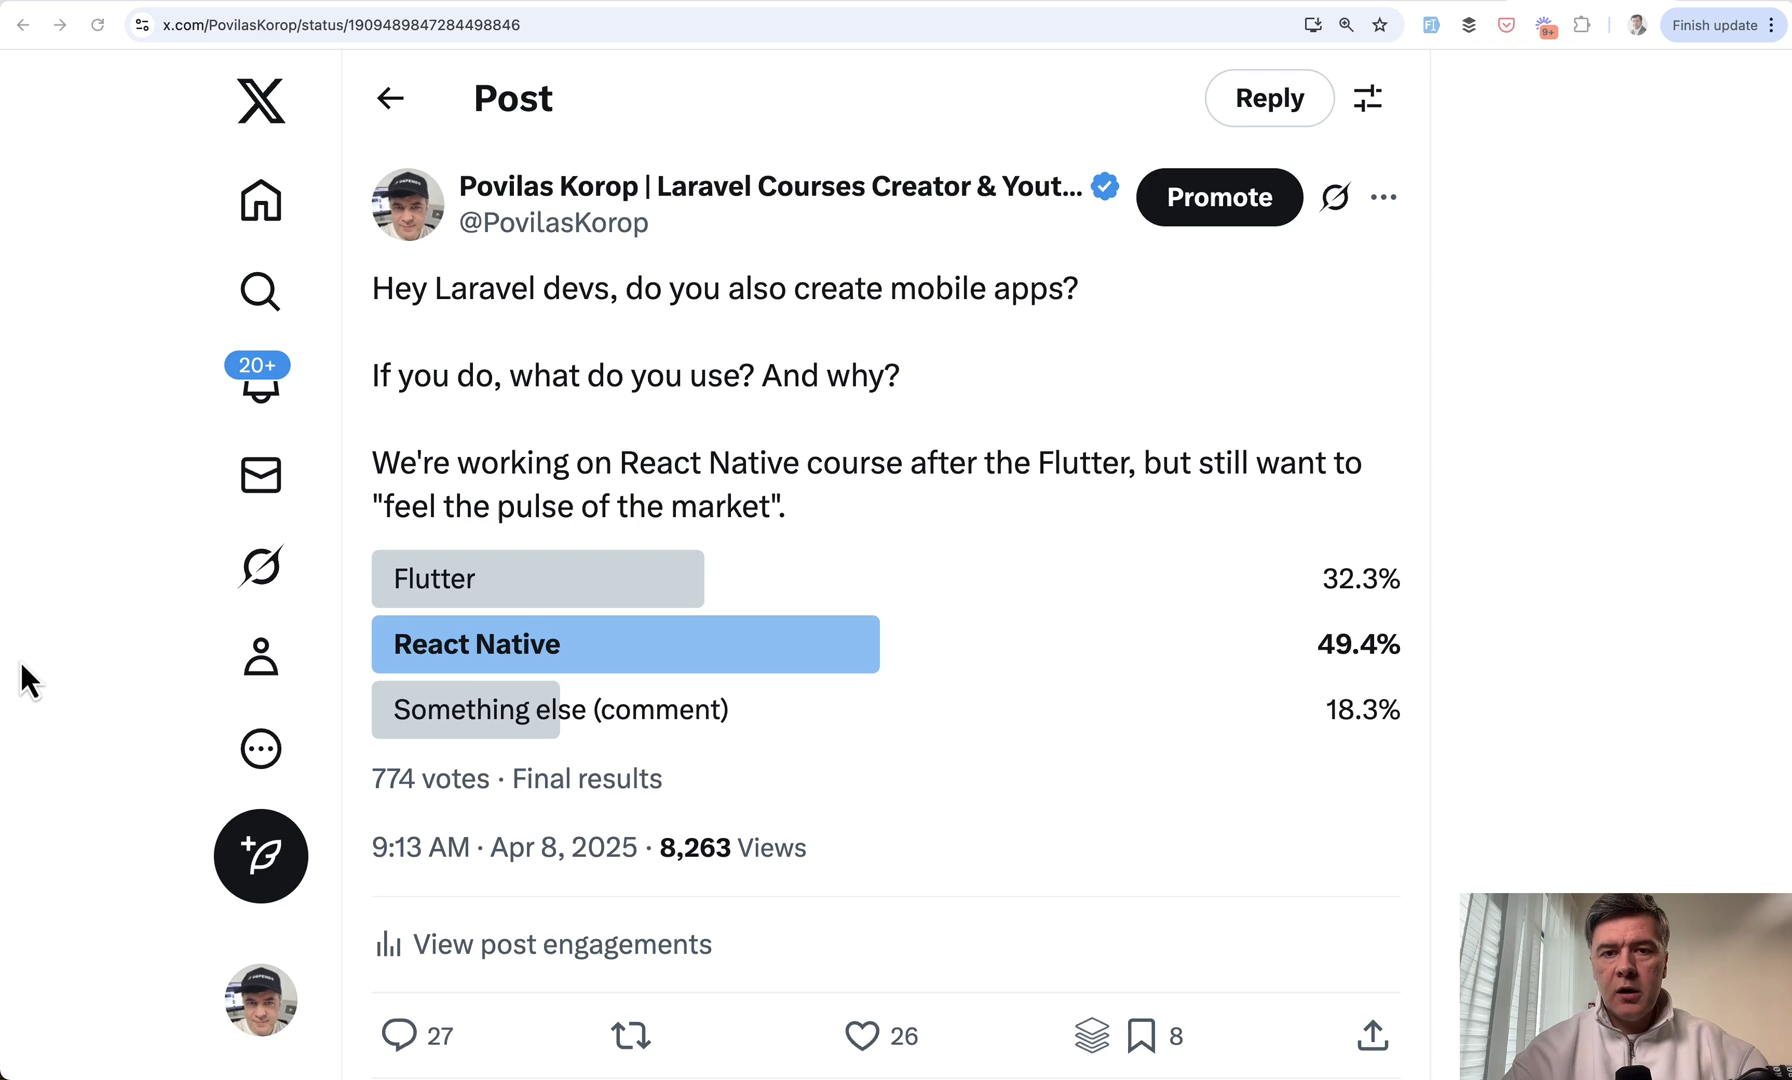 x.com/PovilasKorop/status/1909489847284498846
9+
Finish update
Post
Reply
Povilas Korop | Laravel Courses Creator & Yout...
@PovilasKorop
Promote
Hey Laravel devs, do you also create mobile apps?
20+
If you do, what do you use? And why?
We're working on React Native course after the Flutter, but still want to
"feel the pulse of the market".
Flutter 32.3%
React Native 49.4%
Something else (comment) 18.3%
774 votes · Final results
9:13 AM · Apr 8, 2025 · 8,263 Views
View post engagements
27
26
8